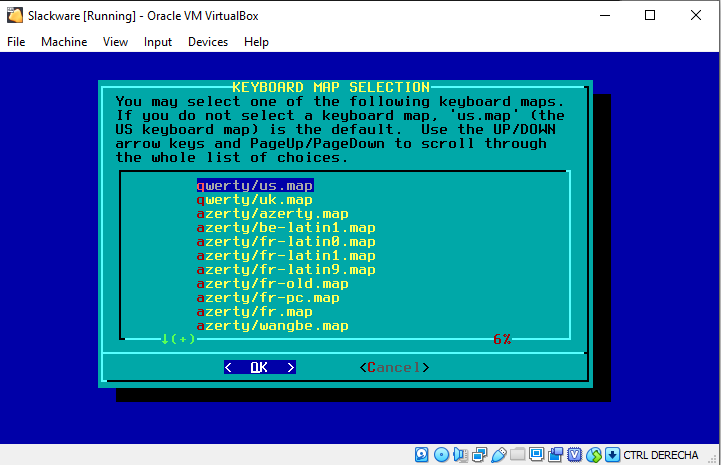 Slackware [Running] - Oracle VM VirtualBox
File Machine View Input Devices Help
KEYBOARD MAP SELECTION
You may select one of the following keyboard maps.
If you do not select a keyboard map, 'us.map' (the
US keyboard map) is the default. Use the UP/DOWN
arrow keys and PageUp/PageDown to scroll through
the whole list of choices.
qwerty/us.map
qwerty/uk.map
azerty/azerty.map
azerty/be-latin1.map
azerty/fr-latin0.map
azerty/fr-latin1.map
azerty/fr-latin9.map
azerty/fr-old.map
azerty/fr-pc.map
azerty/fr.map
azerty/wangbe.map
↓(+) 6%
< OK > <Cancel>
CTRL DERECHA